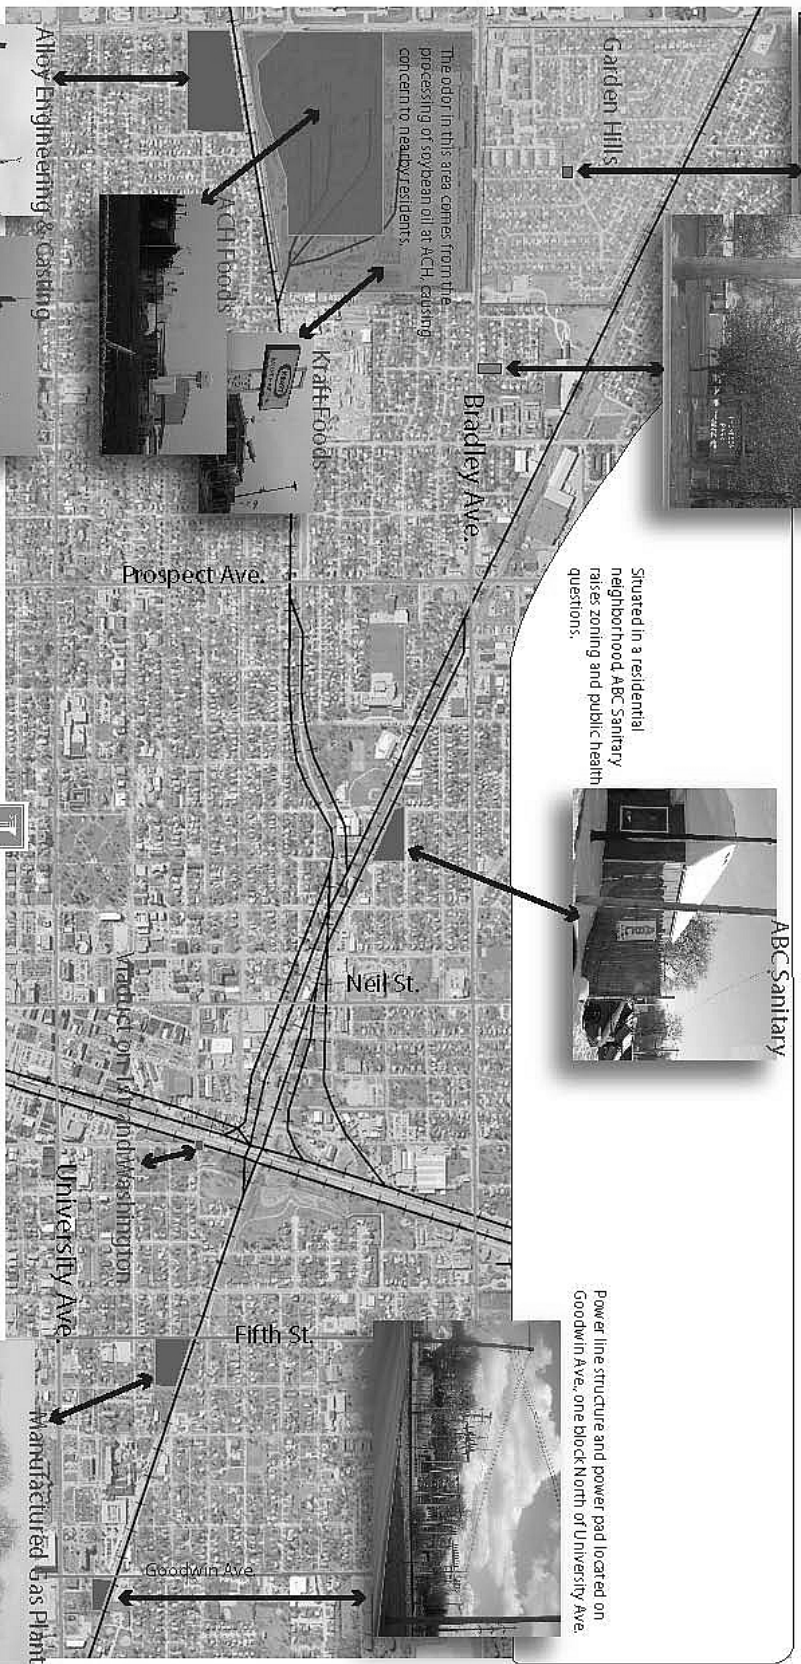 Garden Hills
The odor in this area comes from the
processing of soybean oil at ACH, causing
concern to nearby residents.
ACH Foods
Alloy Engineering & Casting
Kraft Foods
Bradley Ave.
Prospect Ave.
Situated in a residential
neighborhood, ABC Sanitary
raises zoning and public health
questions.
ABC Sanitary
ABC
Neil St.
Viaduct on 1st and Washington
University Ave.
Fifth St.
Power line structure and power pad located on
Goodwin Ave., one block North of University Ave.
Manufactured Gas Plant
Goodwin Ave.